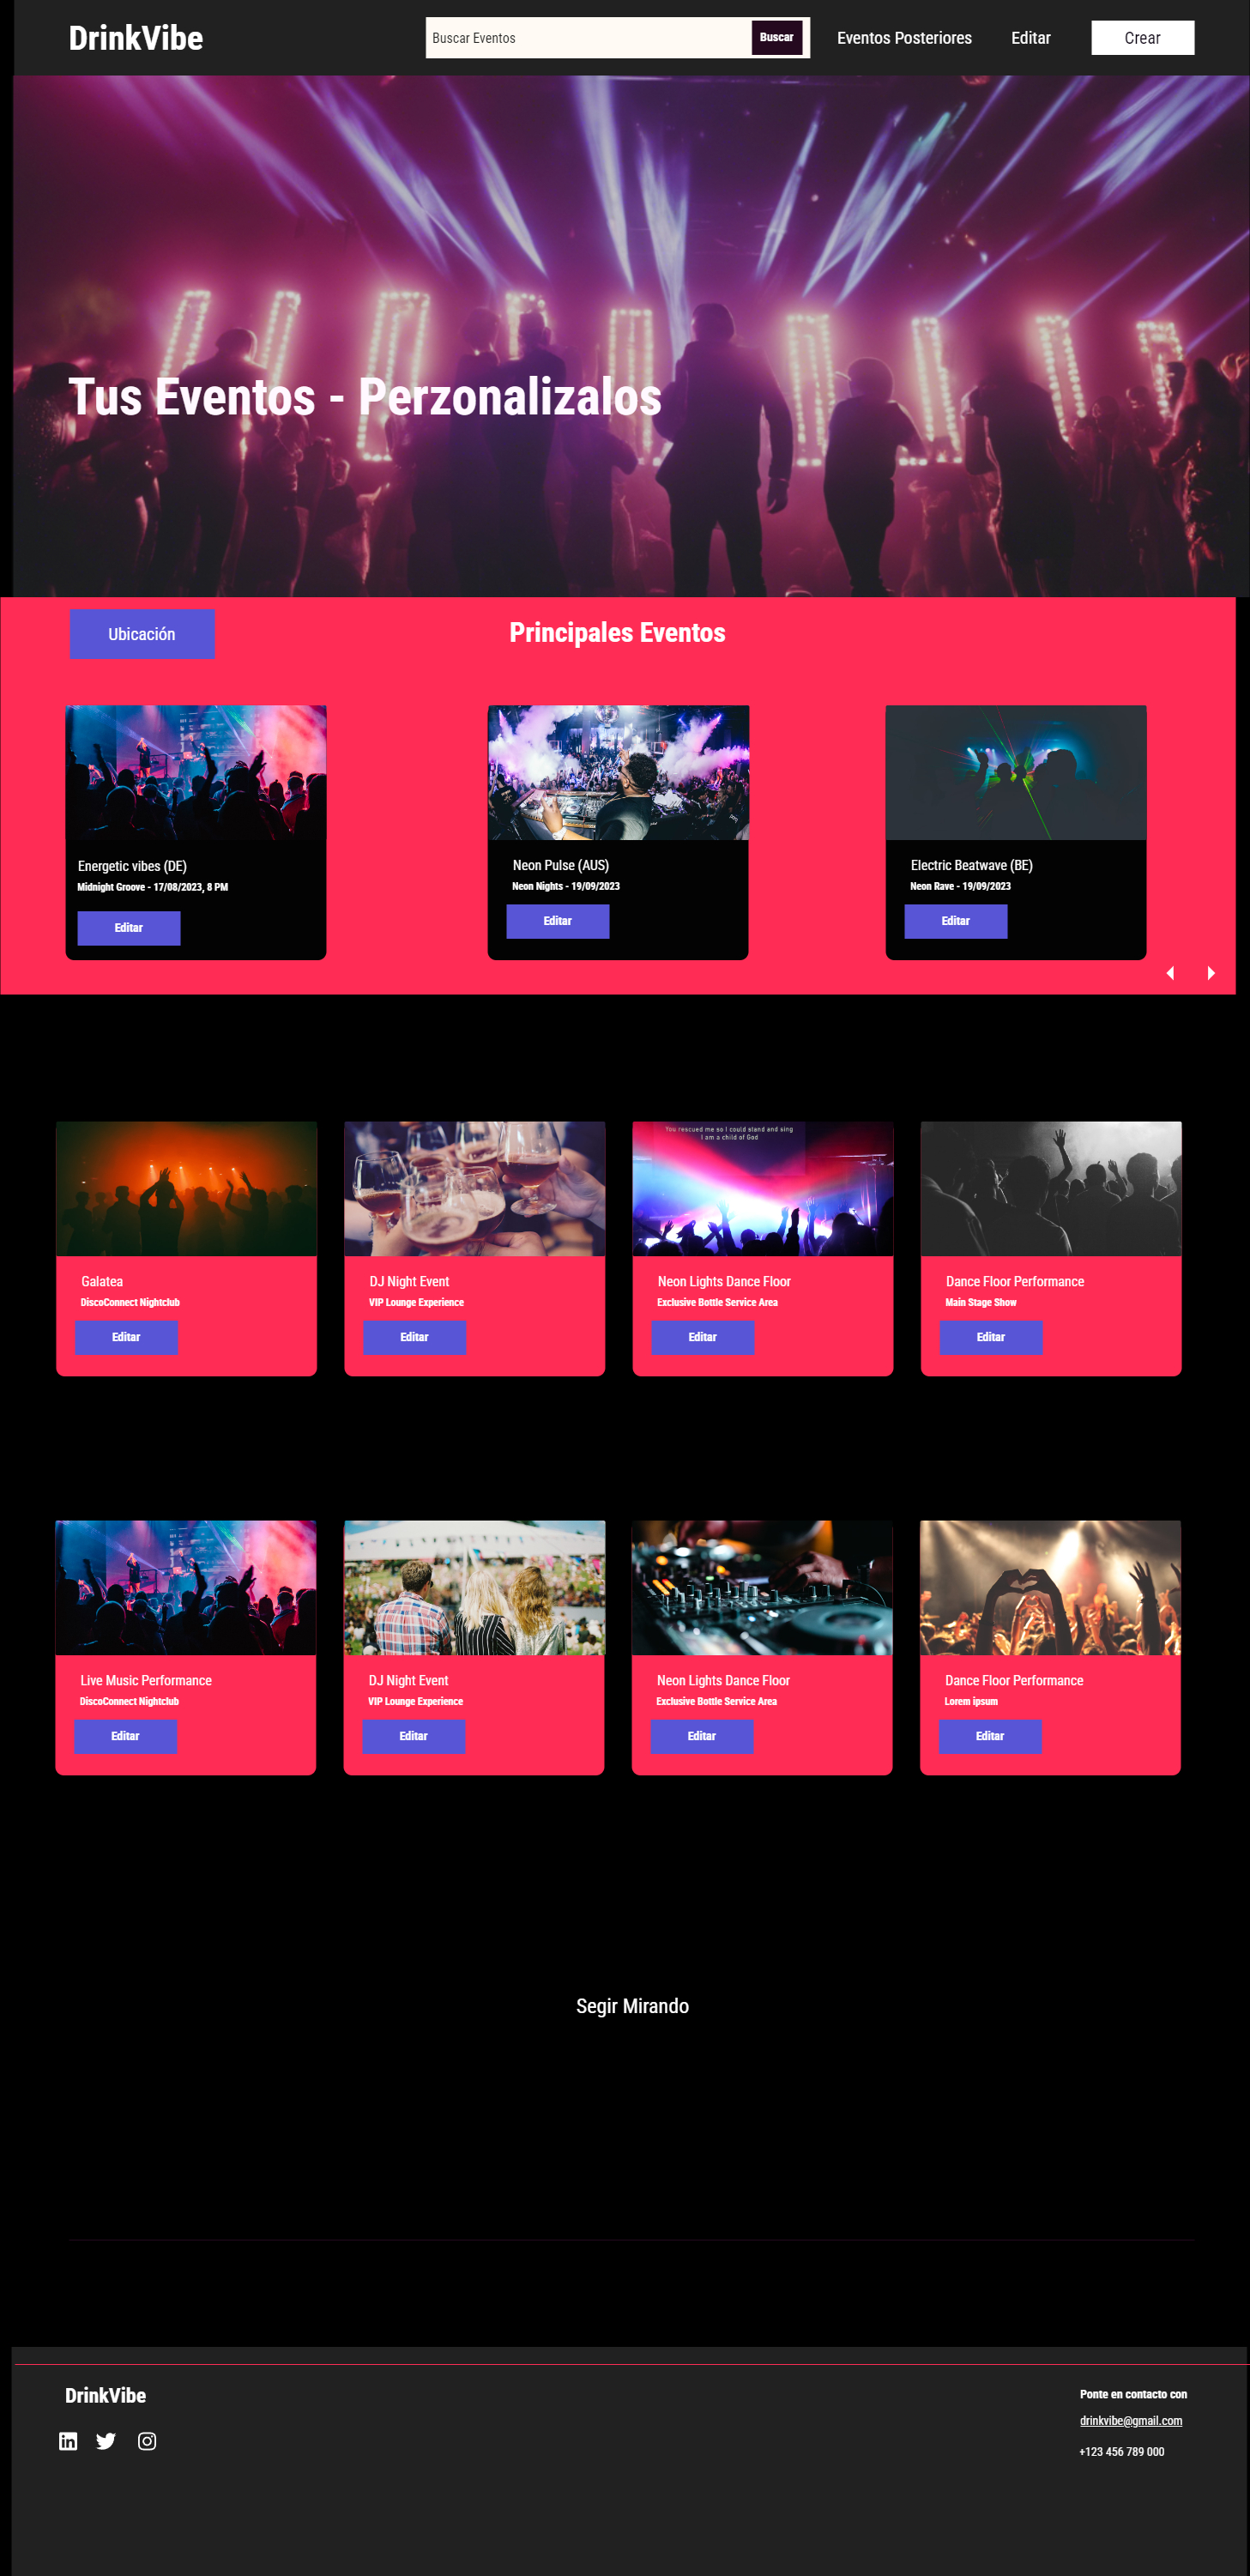 DrinkVibe
Buscar Eventos
Buscar
Eventos Posteriores
Editar
Crear
Tus Eventos - Perzonalizalos
Ubicación
Principales Eventos
Energetic vibes (DE)
Midnight Groove - 17/08/2023, 8 PM
Editar
Neon Pulse (AUS)
Neon Nights - 19/09/2023
Editar
Electric Beatwave (BE)
Neon Rave - 19/09/2023
Editar
Galatea
DiscoConnect Nightclub
Editar
DJ Night Event
VIP Lounge Experience
Editar
You rescued me so I could stand and sing
I am a child of God
Neon Lights Dance Floor
Exclusive Bottle Service Area
Editar
Dance Floor Performance
Main Stage Show
Editar
Live Music Performance
DiscoConnect Nightclub
Editar
DJ Night Event
VIP Lounge Experience
Editar
Neon Lights Dance Floor
Exclusive Bottle Service Area
Editar
Dance Floor Performance
Lorem ipsum
Editar
Segir Mirando
DrinkVibe
Ponte en contacto con
drinkvibe@gmail.com
+123 456 789 000